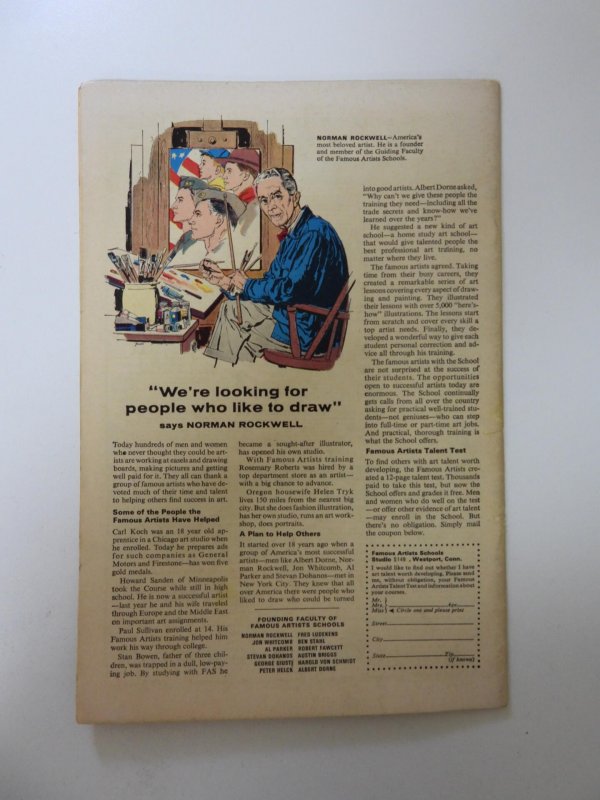 NORMAN ROCKWELL—America's
most beloved artist. He is a founder
and member of the Guiding Faculty
of the Famous Artists Schools.
"We're looking for
people who like to draw"
says NORMAN ROCKWELL
Today hundreds of men and women
who never thought they could be art-
ists are working at easels and drawing
boards, making pictures and getting
well paid for it. They all can thank a
group of famous artists who have de-
voted much of their time and talent
to helping others find success in art.
Some of the People the
Famous Artists Have Helped
Carl Koch was an 18 year old ap-
prentice in a Chicago art studio when
he enrolled. Today he prepares ads
for such companies as General
Motors and Firestone—has won five
gold medals.
Howard Sanden of Minneapolis
took the Course while still in high
school. He is now a successful artist
—last year he and his wife traveled
through Europe and the Middle East
on important art assignments.
Paul Sullivan enrolled at 14. His
Famous Artists training helped him
work his way through college.
Stan Bowen, father of three chil-
dren, was trapped in a dull, low-pay-
ing job. By studying with FAS he
became a sought-after illustrator,
has opened his own studio.
With Famous Artists training
Rosemary Roberts was hired by a
top department store as an artist—
with a big chance to advance.
Oregon housewife Helen Tryk
lives 150 miles from the nearest big
city. But she does fashion illustration,
has her own studio, runs an art work-
shop, does portraits.
A Plan to Help Others
It started over 18 years ago when a
group of America's most successful
artists—men like Albert Dorne, Nor-
man Rockwell, Jon Whitcomb, Al
Parker and Stevan Dohanos—met in
New York City. They knew that all
over America there were people who
liked to draw who could be turned
FOUNDING FACULTY OF
FAMOUS ARTISTS SCHOOLS
NORMAN ROCKWELL FRED LUDEKENS
JON WHITCOMB BEN STAHL
AL PARKER ROBERT FAWCETT
STEVAN DOHANOS AUSTIN BRIGGS
GEORGE GIUSTI HAROLD VON SCHMIDT
PETER HELCK ALBERT DORNE
into good artists. Albert Dorne asked,
"Why can't we give these people the
training they need—including all the
trade secrets and know-how we've
learned over the years?"
He suggested a new kind of art
school—a home study art school—
that would give talented people the
best professional art training, no
matter where they live.
The famous artists agreed. Taking
time from their busy careers, they
created a remarkable series of art
lessons covering every aspect of draw-
ing and painting. They illustrated
their lessons with over 5,000 "here's-
how" illustrations. The lessons start
from scratch and cover every skill a
top artist needs. Finally, they de-
veloped a wonderful way to give each
student personal correction and ad-
vice all through his training.
The famous artists with the School
are not surprised at the success of
their students. The opportunities
open to successful artists today are
enormous. The School continually
gets calls from all over the country
asking for practical well-trained stu-
dents—not geniuses—who can step
into full-time or part-time art jobs.
And practical, thorough training is
what the School offers.
Famous Artists Talent Test
To find others with art talent worth
developing, the Famous Artists cre-
ated a 12-page talent test. Thousands
paid to take this test, but now the
School offers and grades it free. Men
and women who do well on the test
—or offer other evidence of art talent
—may enroll in the School. But
there's no obligation. Simply mail
the coupon below.
Famous Artists Schools
Studio 5149 . Westport, Conn.
I would like to find out whether I have
art talent worth developing. Please send
me, without obligation, your Famous
Artists Talent Test and information about
your courses.
Mr.
Mrs. Age
Miss Circle one and please print
Street
City
State Zip
(if known)